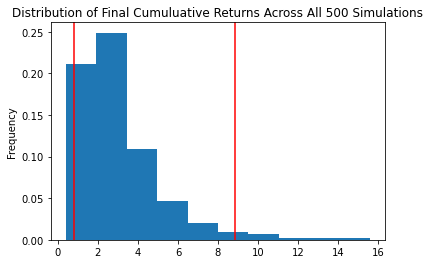 Distribution of Final Cumuluative Returns Across All 500 Simulations
0.25
0.20
0.15
0.10
0.05
0.00
Frequency
0 2 4 6 8 10 12 14 16